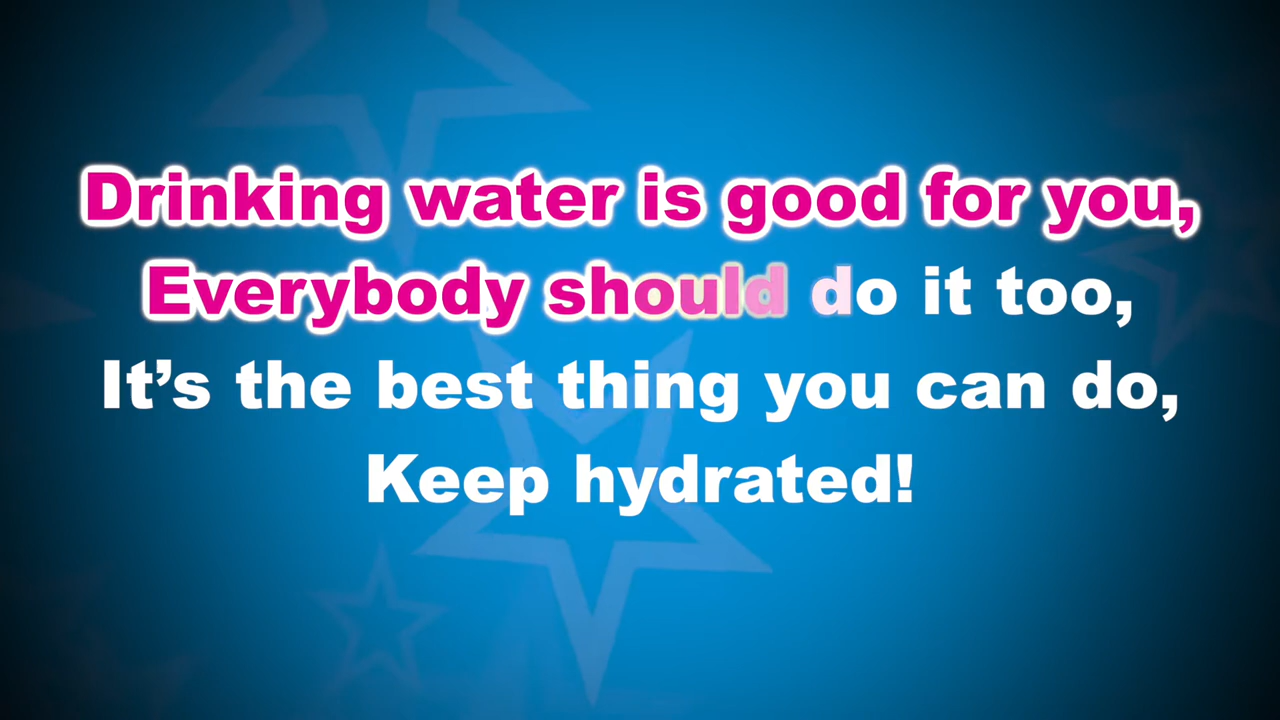 Drinking water is good for you,
Everybody should do it too,
It’s the best thing you can do,
Keep hydrated!